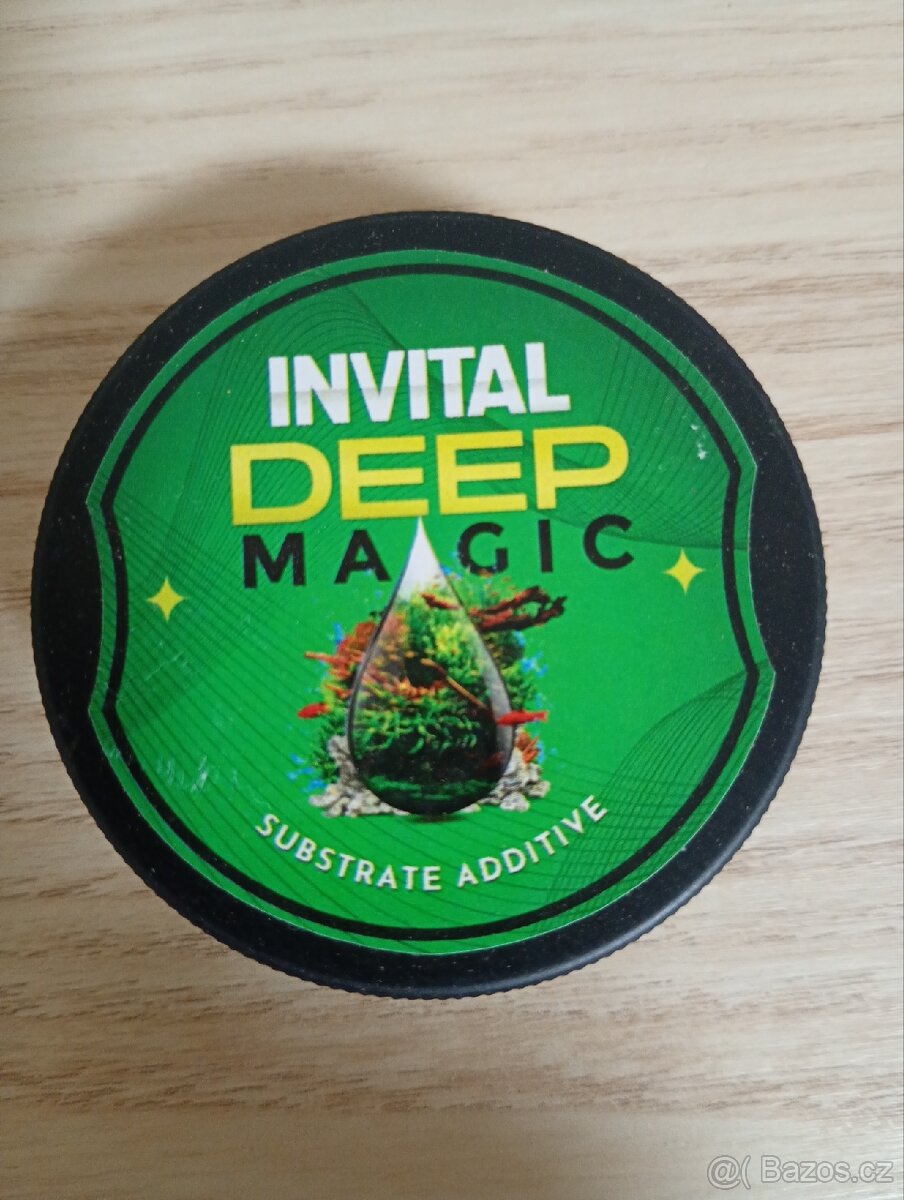 INVITAL
DEEP
MAGIC
SUBSTRATE ADDITIVE
@( Bazos.cz